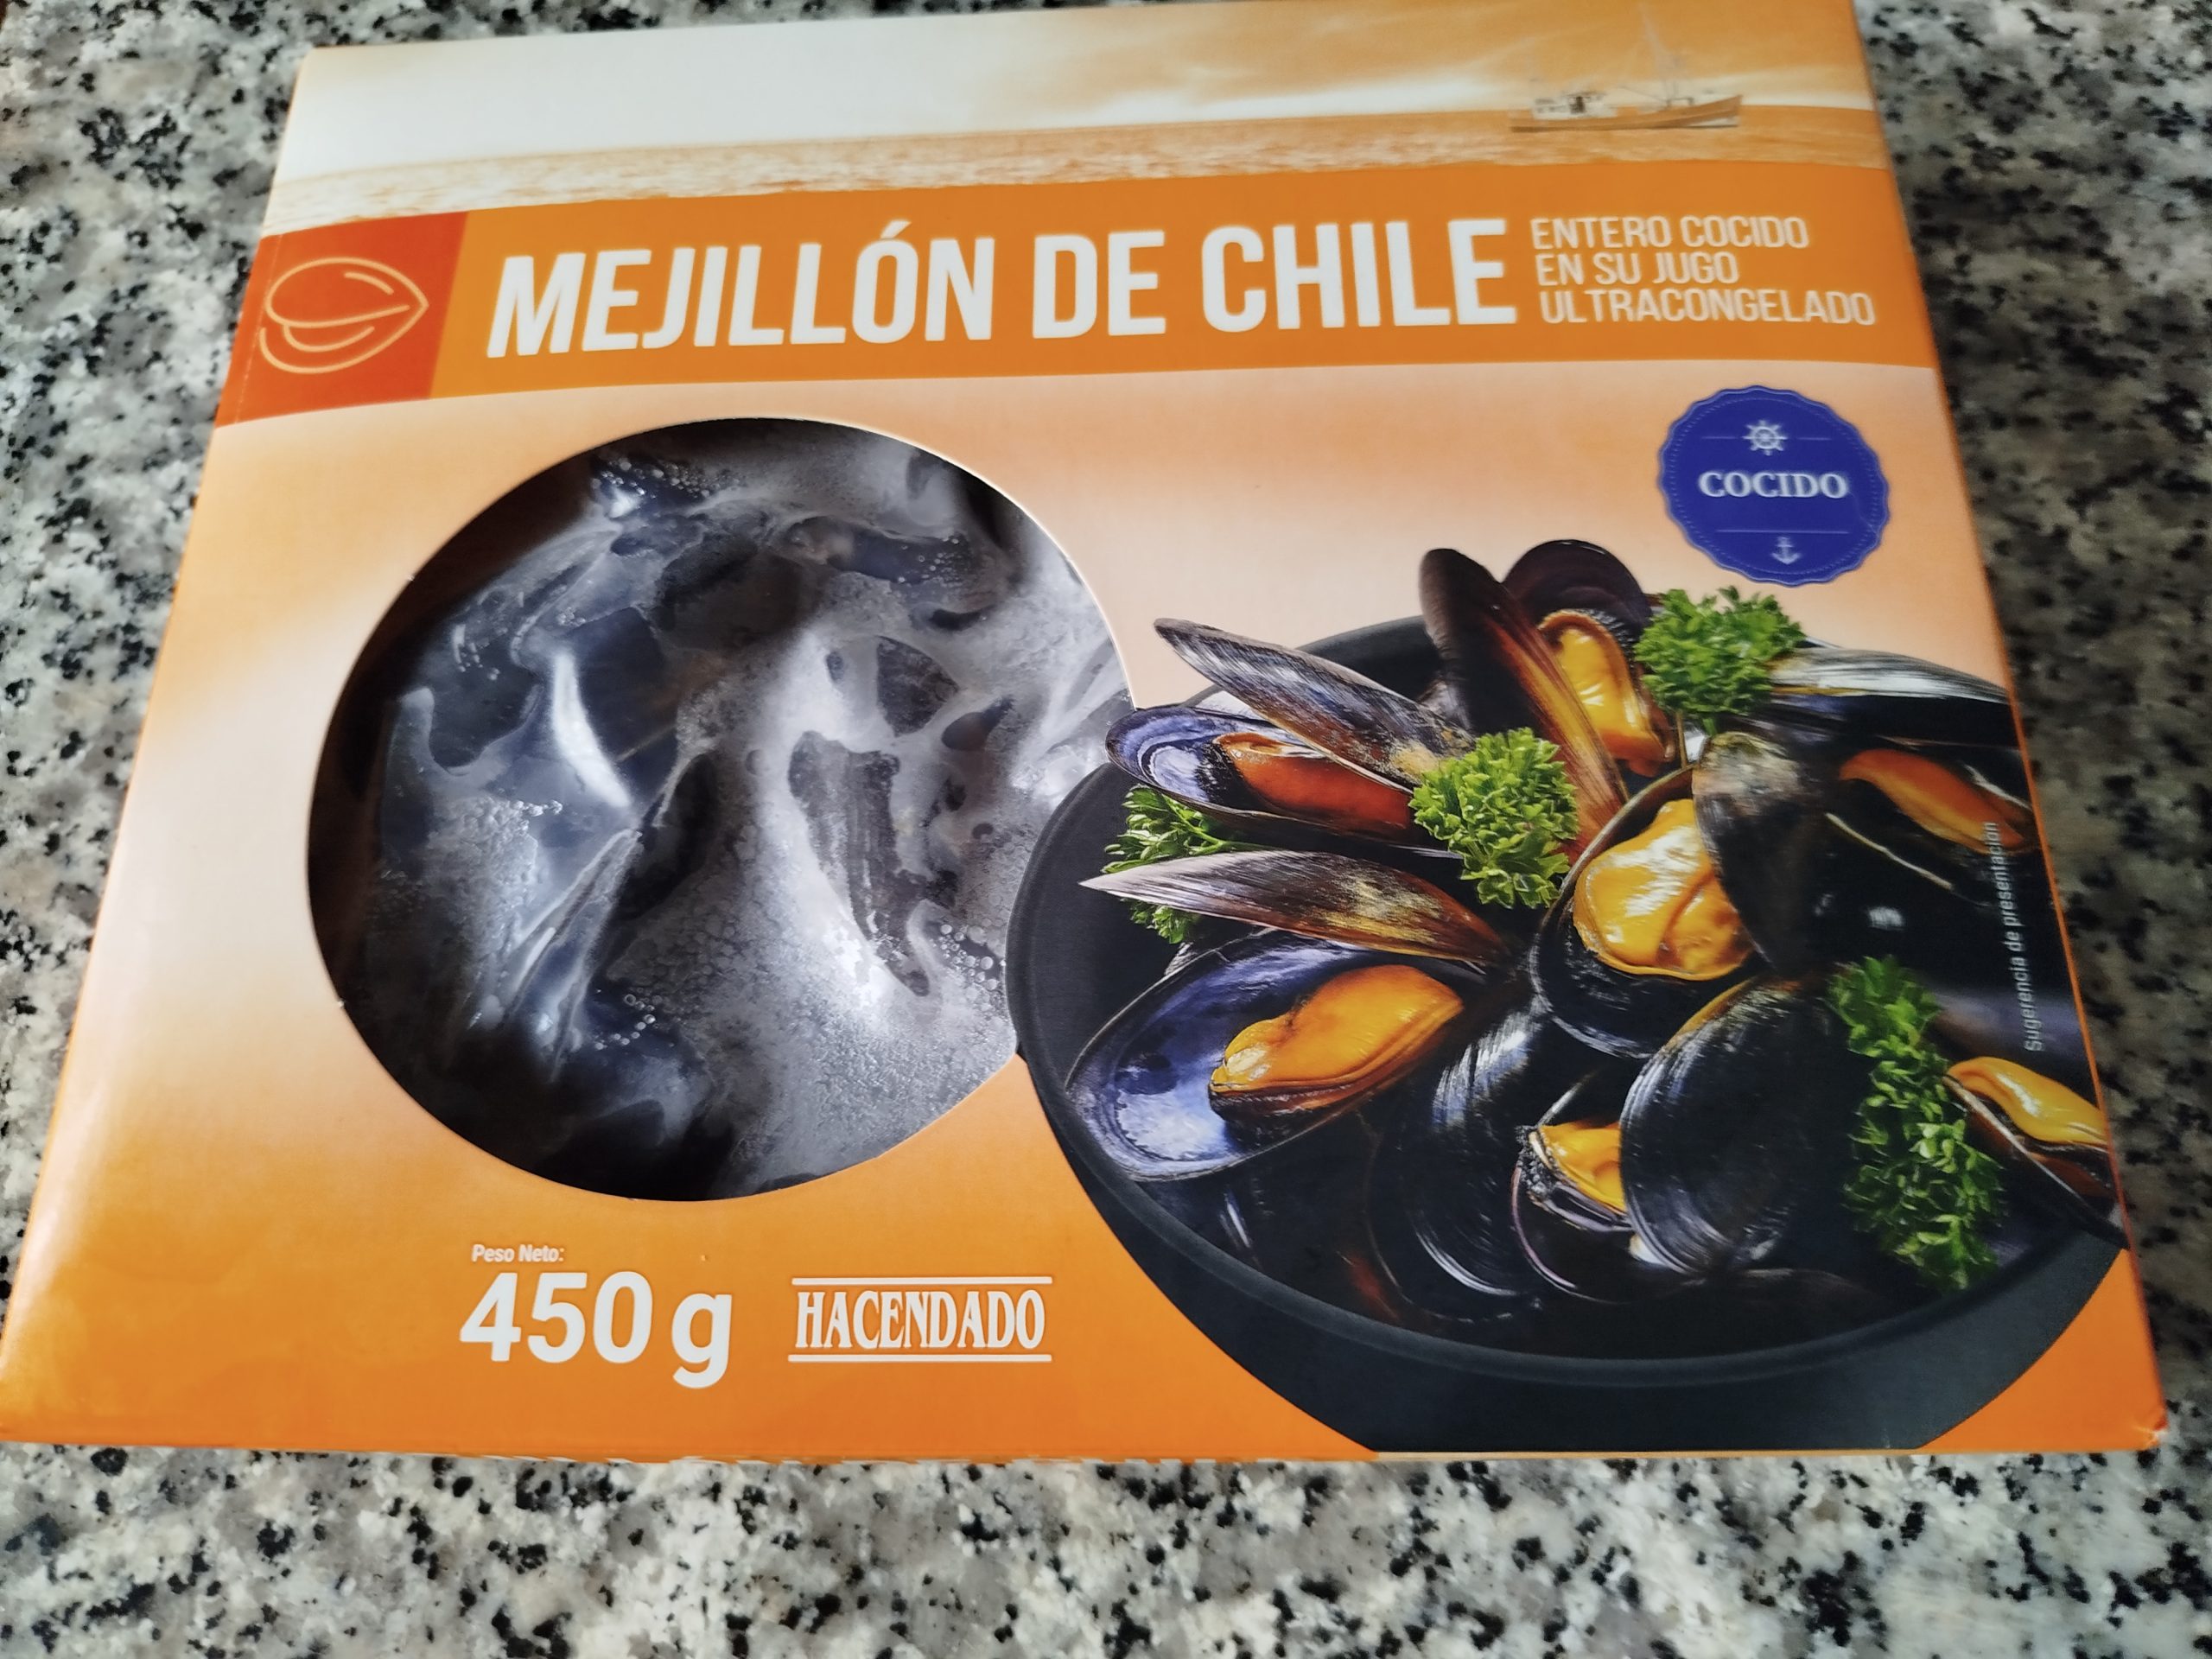 MEJILLÓN DE CHILE
ENTERO COCIDO
EN SU JUGO
ULTRACONGELADO
COCIDO
Sugerencia de presentación
Peso Neto:
450 g
HACENDADO